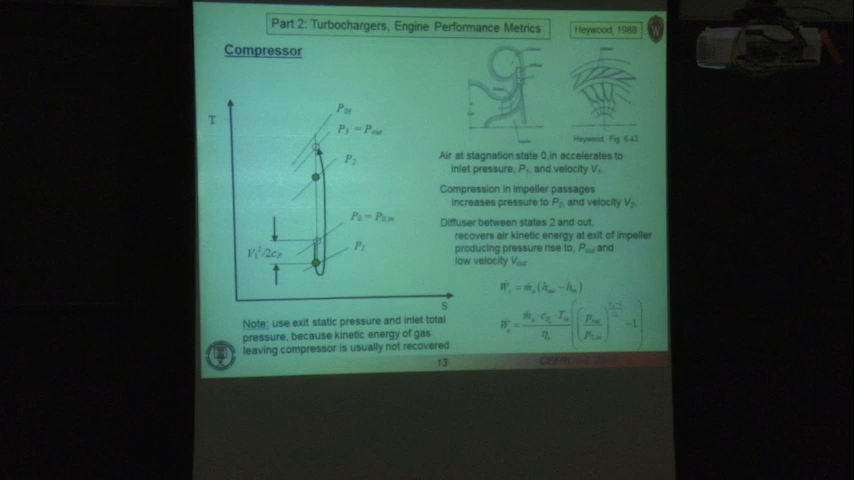 Part 2: Turbochargers, Engine Performance Metrics
Heywood, 1988
Compressor
T
P03
P3 = Pout
P2
P0 = P0,in
P1
V1²/2cP
S
Heywood, Fig. 6-43
Air at stagnation state 0,in accelerates to
inlet pressure, P1, and velocity V1.
Compression in impeller passages
increases pressure to P2, and velocity V2.
Diffuser between states 2 and out,
recovers air kinetic energy at exit of impeller
producing pressure rise to, Pout and
low velocity Vout
Note: use exit static pressure and inlet total
pressure, because kinetic energy of gas
leaving compressor is usually not recovered
13